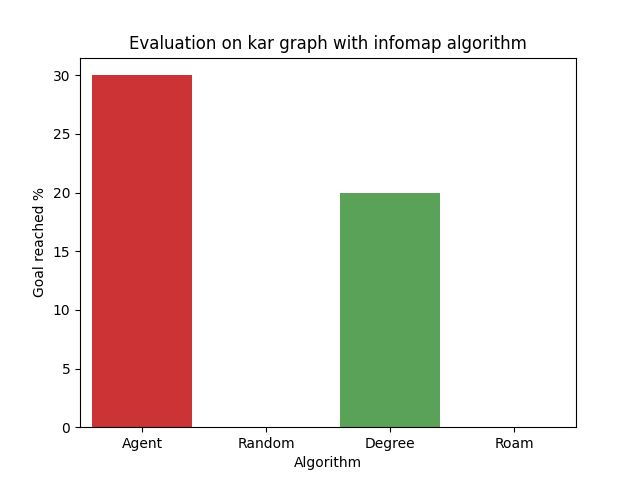 Evaluation on kar graph with infomap algorithm
Goal reached %
30
25
20
15
10
5
0
Agent Random Degree Roam
Algorithm